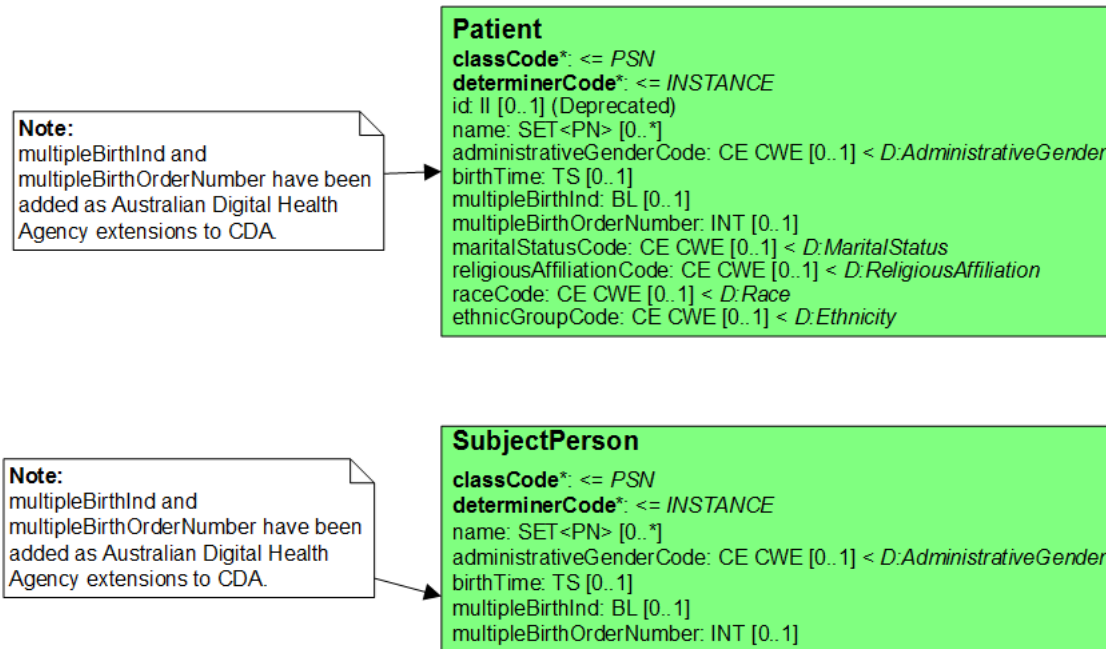 Patient
classCode*: <= PSN
determinerCode*: <= INSTANCE
id: II [0..1] (Deprecated)
name: SET<PN> [0..*]
administrativeGenderCode: CE CWE [0..1] < D:AdministrativeGender
birthTime: TS [0..1]
multipleBirthInd: BL [0..1]
multipleBirthOrderNumber: INT [0..1]
maritalStatusCode: CE CWE [0..1] < D:MaritalStatus
religiousAffiliationCode: CE CWE [0..1] < D:ReligiousAffiliation
raceCode: CE CWE [0..1] < D:Race
ethnicGroupCode: CE CWE [0..1] < D:Ethnicity
Note:
multipleBirthInd and
multipleBirthOrderNumber have been
added as Australian Digital Health
Agency extensions to CDA.
SubjectPerson
classCode*: <= PSN
determinerCode*: <= INSTANCE
name: SET<PN> [0..*]
administrativeGenderCode: CE CWE [0..1] < D:AdministrativeGender
birthTime: TS [0..1]
multipleBirthInd: BL [0..1]
multipleBirthOrderNumber: INT [0..1]
Note:
multipleBirthInd and
multipleBirthOrderNumber have been
added as Australian Digital Health
Agency extensions to CDA.